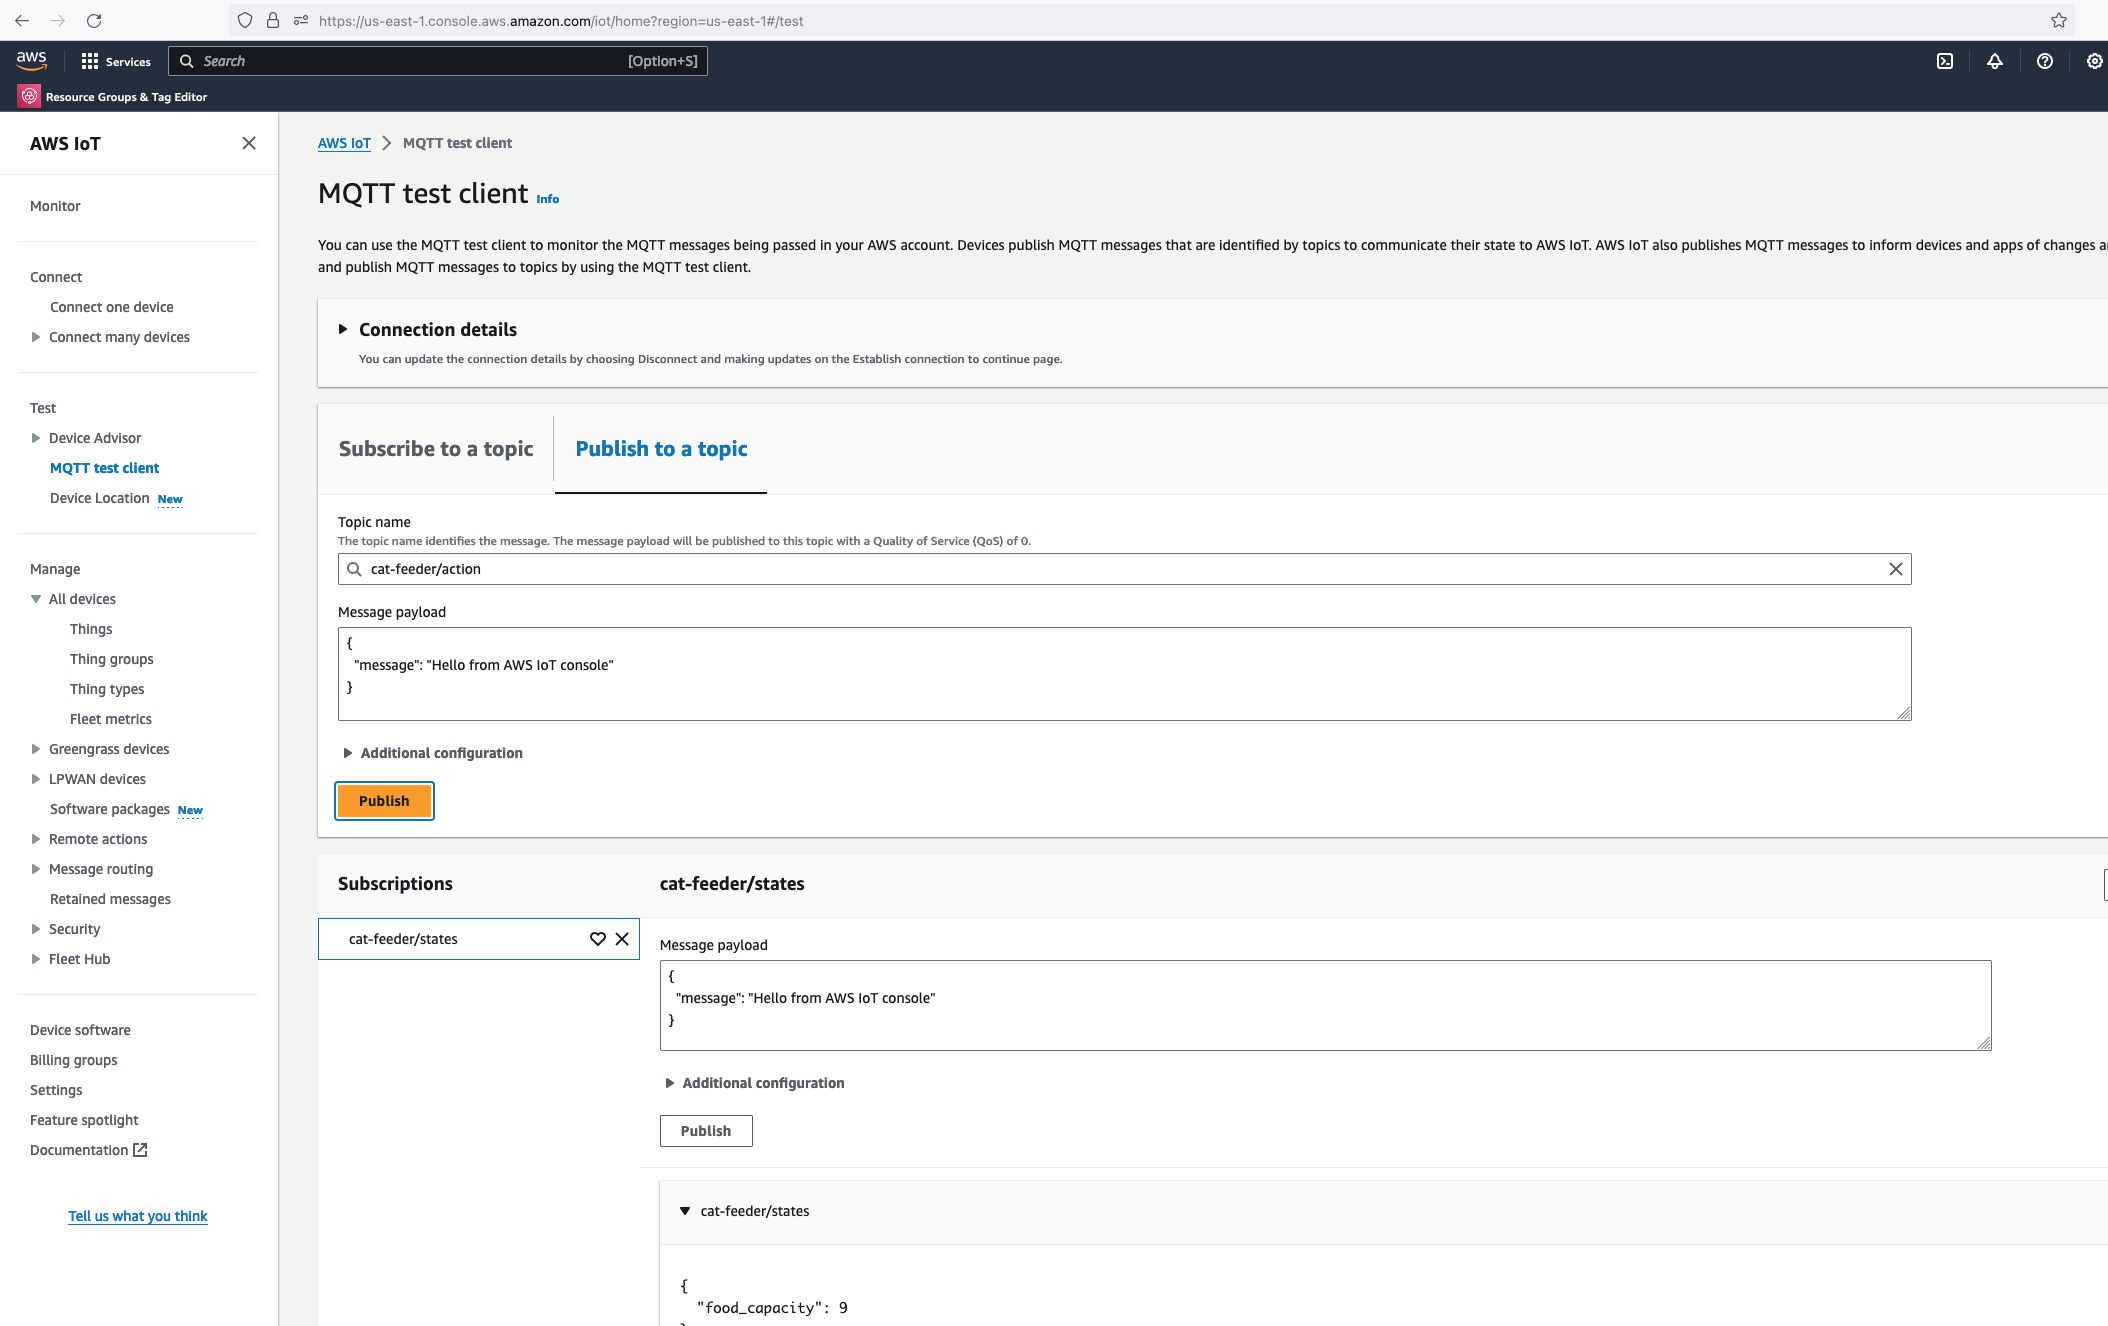 https://us-east-1.console.aws.amazon.com/iot/home?region=us-east-1#/test
aws
Services
Search
[Option+S]
Resource Groups & Tag Editor
AWS IoT
Monitor
Connect
Connect one device
Connect many devices
Test
Device Advisor
MQTT test client
Device Location New
Manage
All devices
Things
Thing groups
Thing types
Fleet metrics
Greengrass devices
LPWAN devices
Software packages New
Remote actions
Message routing
Retained messages
Security
Fleet Hub
Device software
Billing groups
Settings
Feature spotlight
Documentation
Tell us what you think
AWS IoT > MQTT test client
MQTT test client Info
You can use the MQTT test client to monitor the MQTT messages being passed in your AWS account. Devices publish MQTT messages that are identified by topics to communicate their state to AWS IoT. AWS IoT also publishes MQTT messages to inform devices and apps of changes
and publish MQTT messages to topics by using the MQTT test client.
Connection details
You can update the connection details by choosing Disconnect and making updates on the Establish connection to continue page.
Subscribe to a topic
Publish to a topic
Topic name
The topic name identifies the message. The message payload will be published to this topic with a Quality of Service (QoS) of 0.
cat-feeder/action
Message payload
{
"message": "Hello from AWS IoT console"
}
Additional configuration
Publish
Subscriptions
cat-feeder/states
cat-feeder/states
Message payload
{
"message": "Hello from AWS IoT console"
}
Additional configuration
Publish
cat-feeder/states
{
"food_capacity": 9